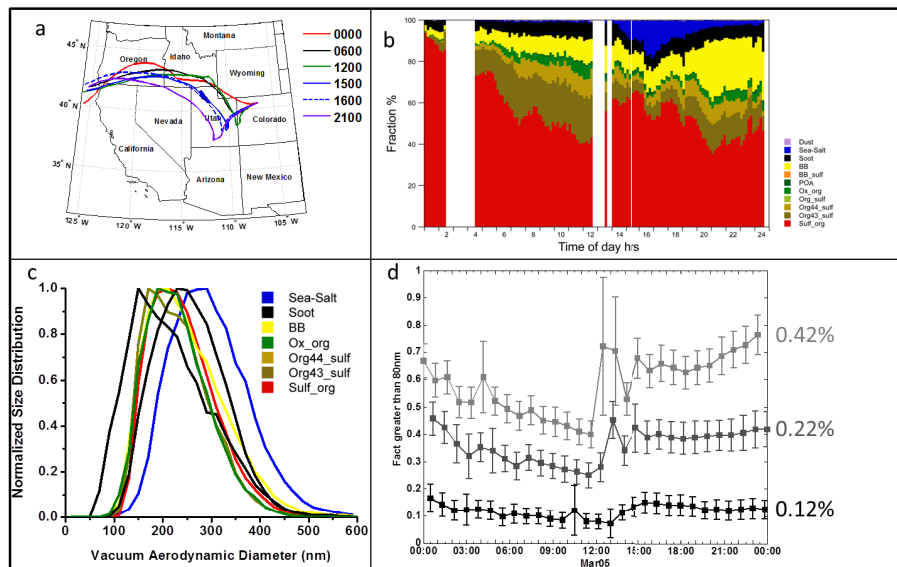 a
45° N
40° N
35° N
125° W
120° W
115° W
110° W
105° W
Oregon
Idaho
Montana
Wyoming
Nevada
Utah
Colorado
California
Arizona
New Mexico
0000
0600
1200
1500
1600
2100
b
Fraction %
100
80
60
40
20
0
2 4 6 8 10 12 14 16 18 20 22 24
Time of day hrs
Dust
Sea-Salt
Soot
BB
BB_sulf
POA
Ox_org
Org_sulf
Org44_sulf
Org43_sulf
Sulf_org
c
Normalized Size Distribution
1.0
0.8
0.6
0.4
0.2
0.0
0 100 200 300 400 500 600
Vacuum Aerodynamic Diameter (nm)
Sea-Salt
Soot
BB
Ox_org
Org44_sulf
Org43_sulf
Sulf_org
d
Fact greater than 80nm
1
0.9
0.8
0.7
0.6
0.5
0.4
0.3
0.2
0.1
0
00:00 03:00 06:00 09:00 12:00 15:00 18:00 21:00 00:00
Mar05
0.42%
0.22%
0.12%